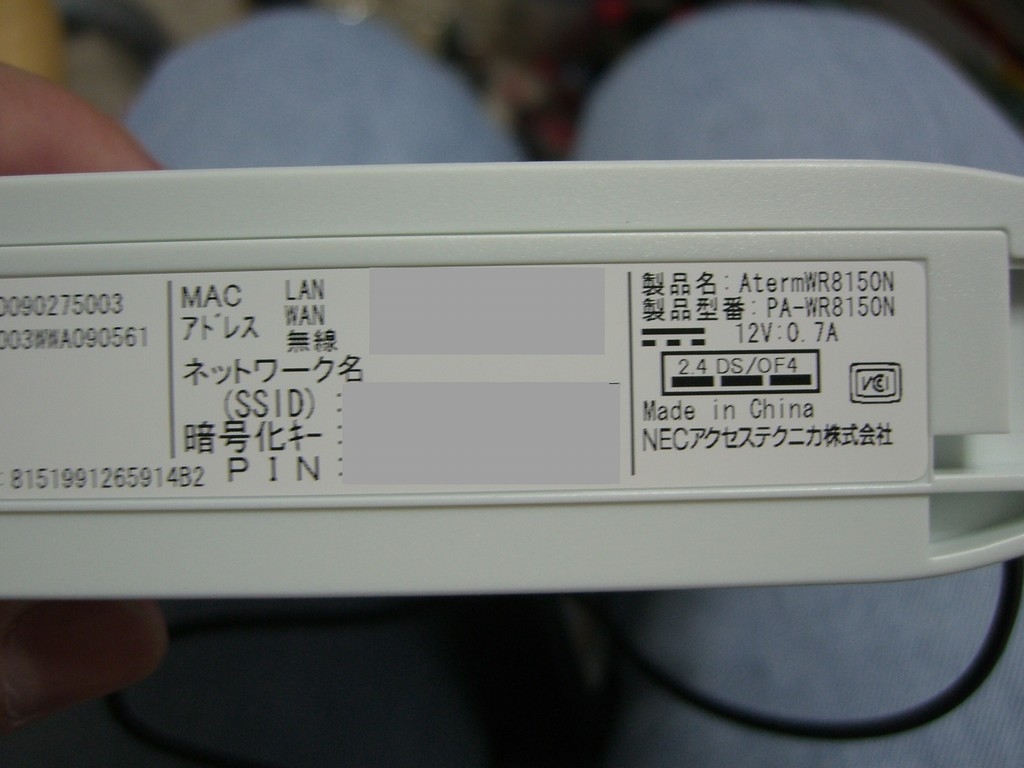 0090275003
003WWA090561
:8151991265914B2
MAC アドレス
LAN
WAN
無線
ネットワーク名
(SSID) :
暗号化キー :
PIN :
製品名 : AtermWR8150N
製品型番 : PA-WR8150N
12V:0.7A
2.4 DS/OF4
VCI
Made in China
NECアクセステクニカ株式会社